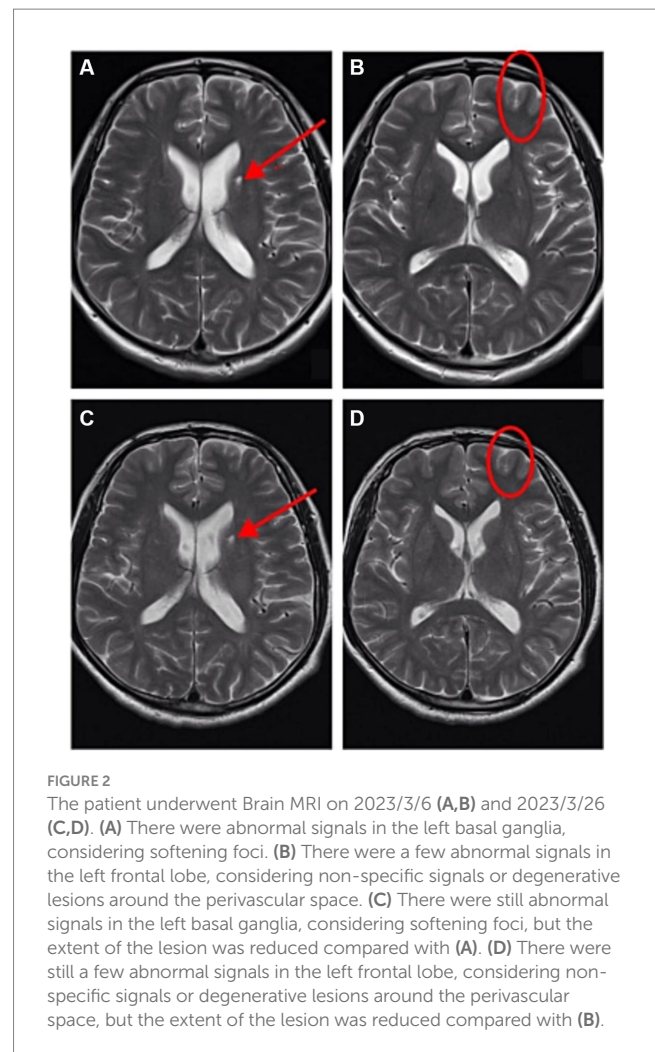 A
B
C
D
FIGURE 2
The patient underwent Brain MRI on 2023/3/6 (A,B) and 2023/3/26
(C,D). (A) There were abnormal signals in the left basal ganglia,
considering softening foci. (B) There were a few abnormal signals in
the left frontal lobe, considering non-specific signals or degenerative
lesions around the perivascular space. (C) There were still abnormal
signals in the left basal ganglia, considering softening foci, but the
extent of the lesion was reduced compared with (A). (D) There were
still a few abnormal signals in the left frontal lobe, considering non-
specific signals or degenerative lesions around the perivascular
space, but the extent of the lesion was reduced compared with (B).